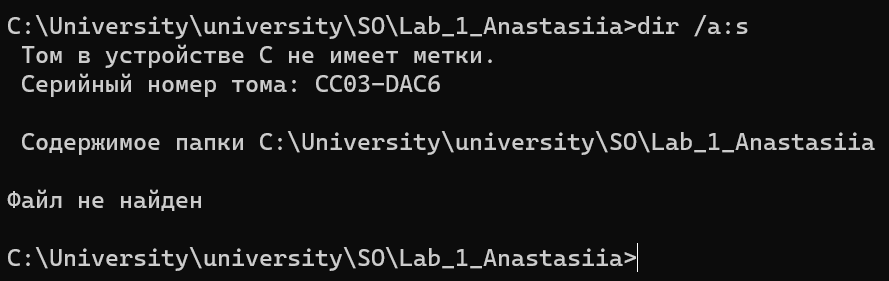 C:\University\university\SO\Lab_1_Anastasiia>dir /a:s
Том в устройстве C не имеет метки.
Серийный номер тома: CC03-DAC6
Содержимое папки C:\University\university\SO\Lab_1_Anastasiia
Файл не найден
C:\University\university\SO\Lab_1_Anastasiia>